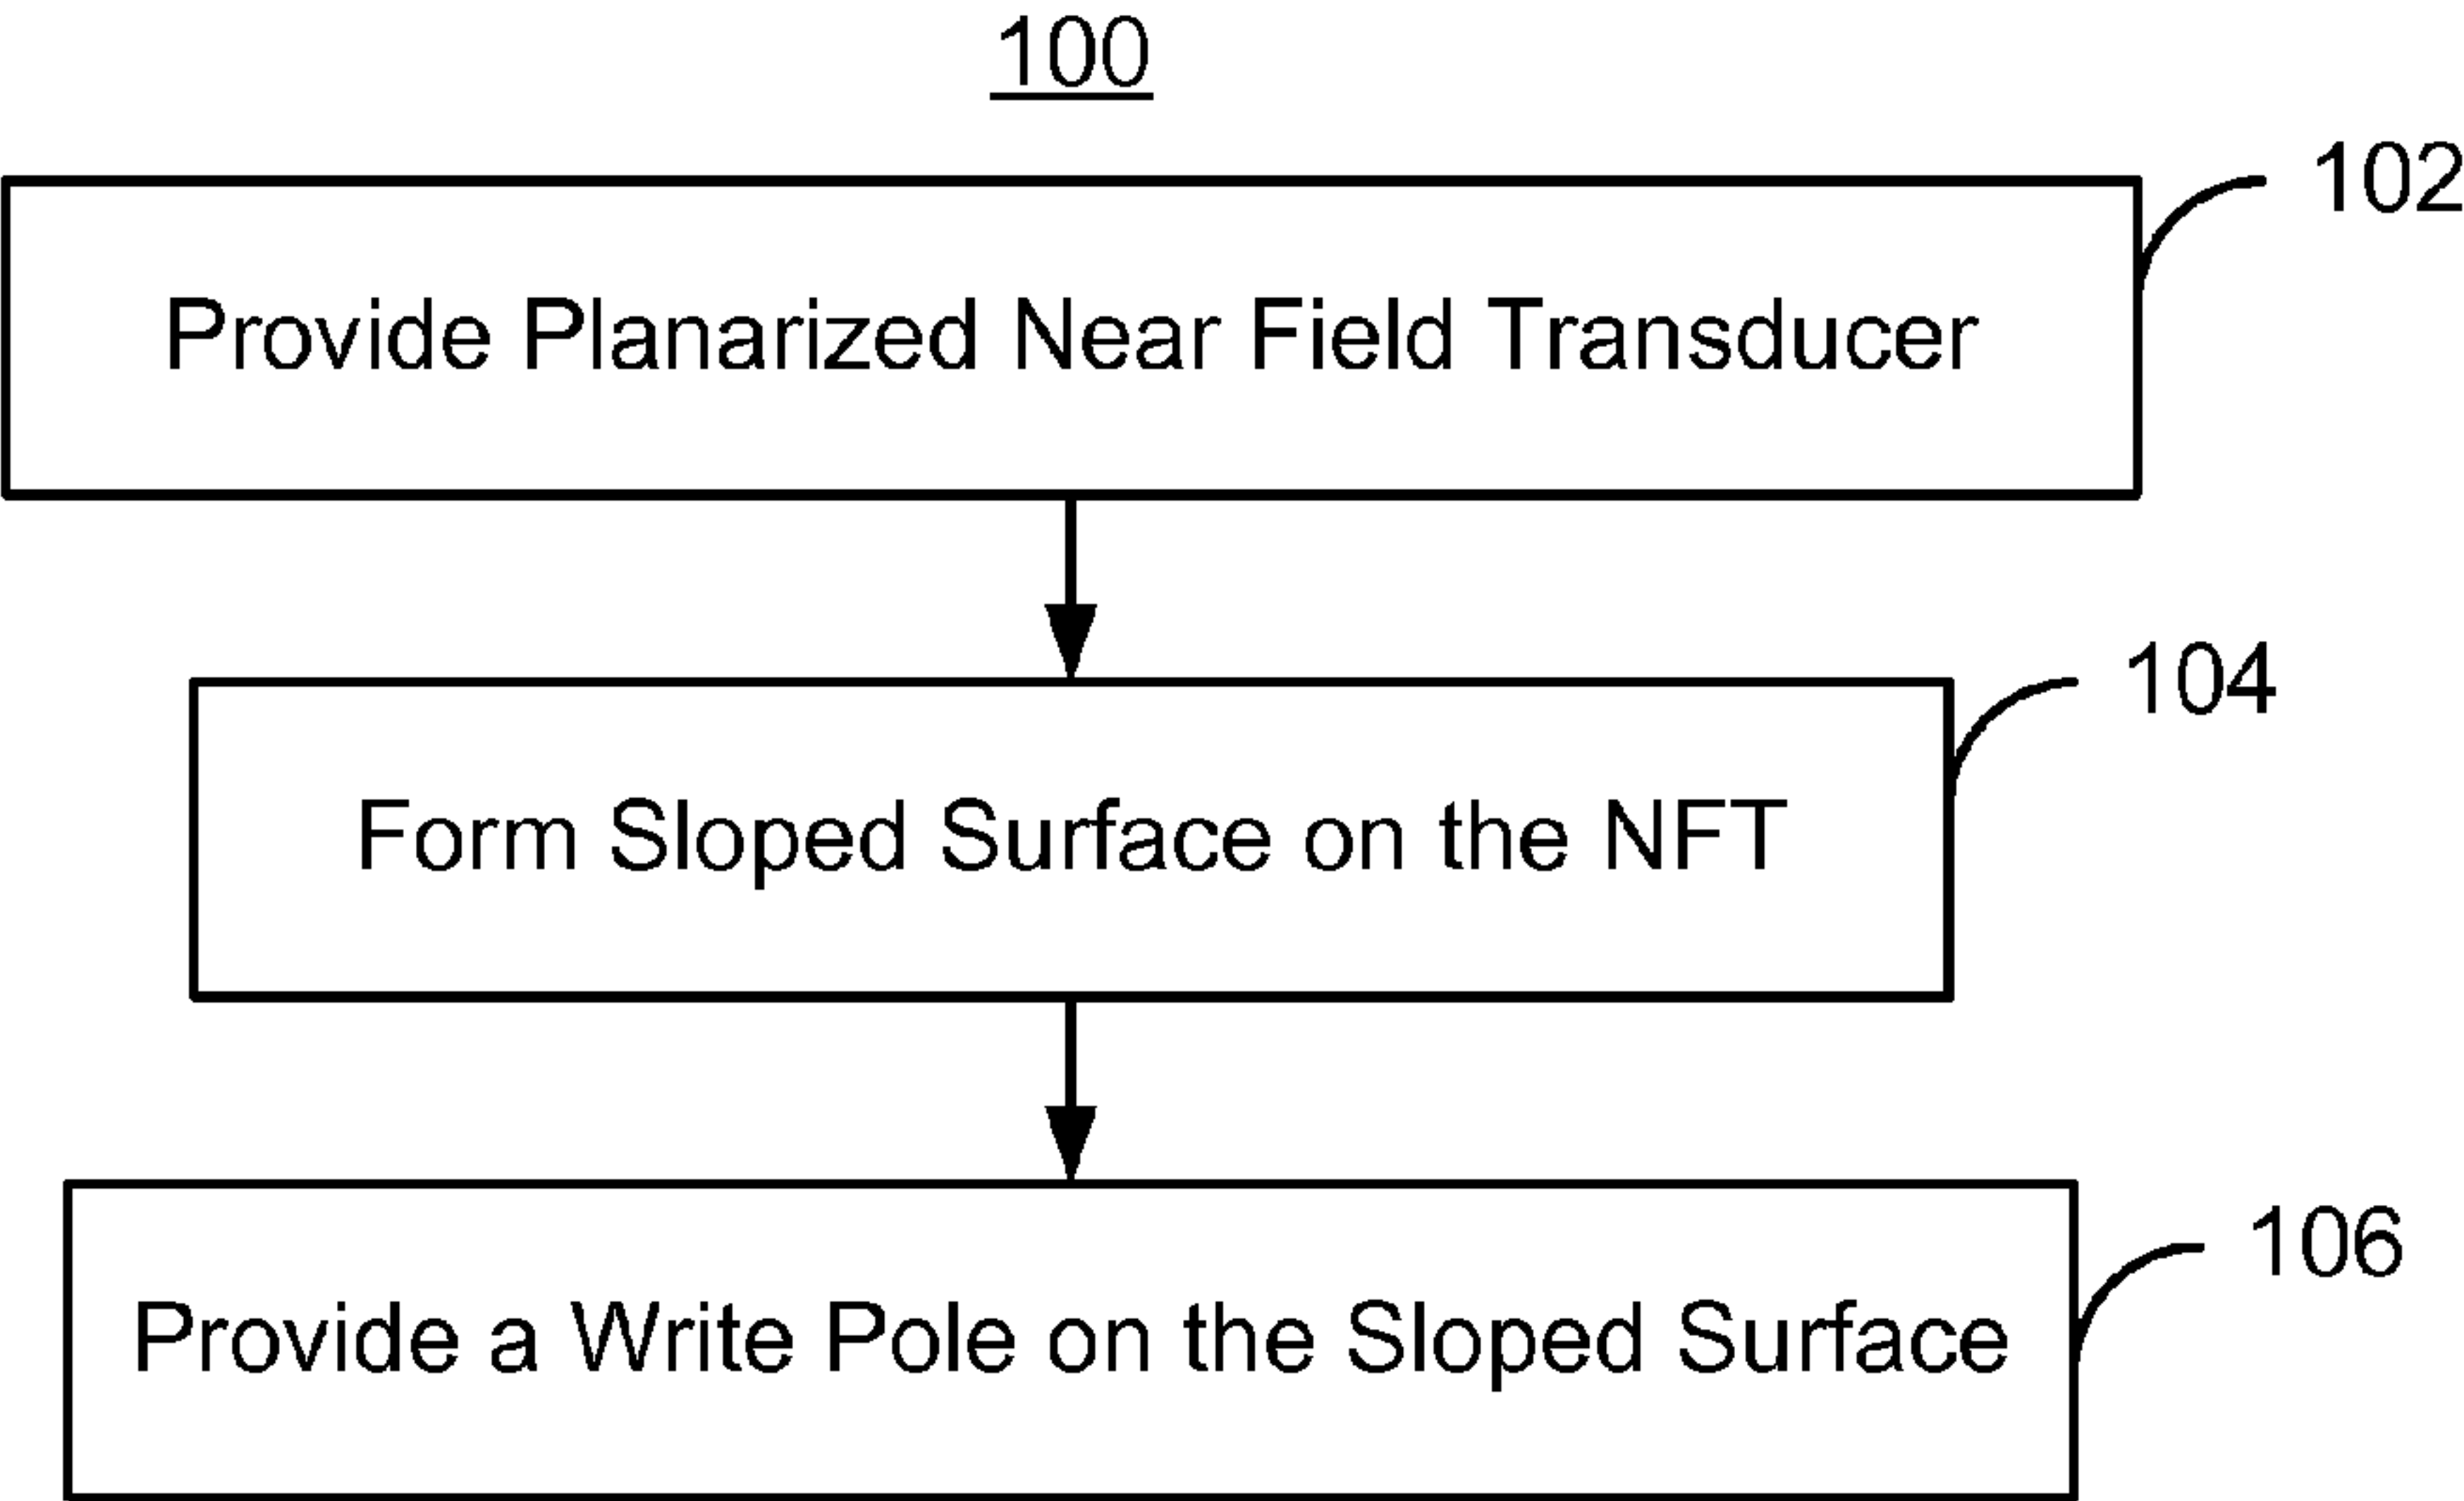 100
102
Provide Planarized Near Field Transducer
104
Form Sloped Surface on the NFT
106
Provide a Write Pole on the Sloped Surface